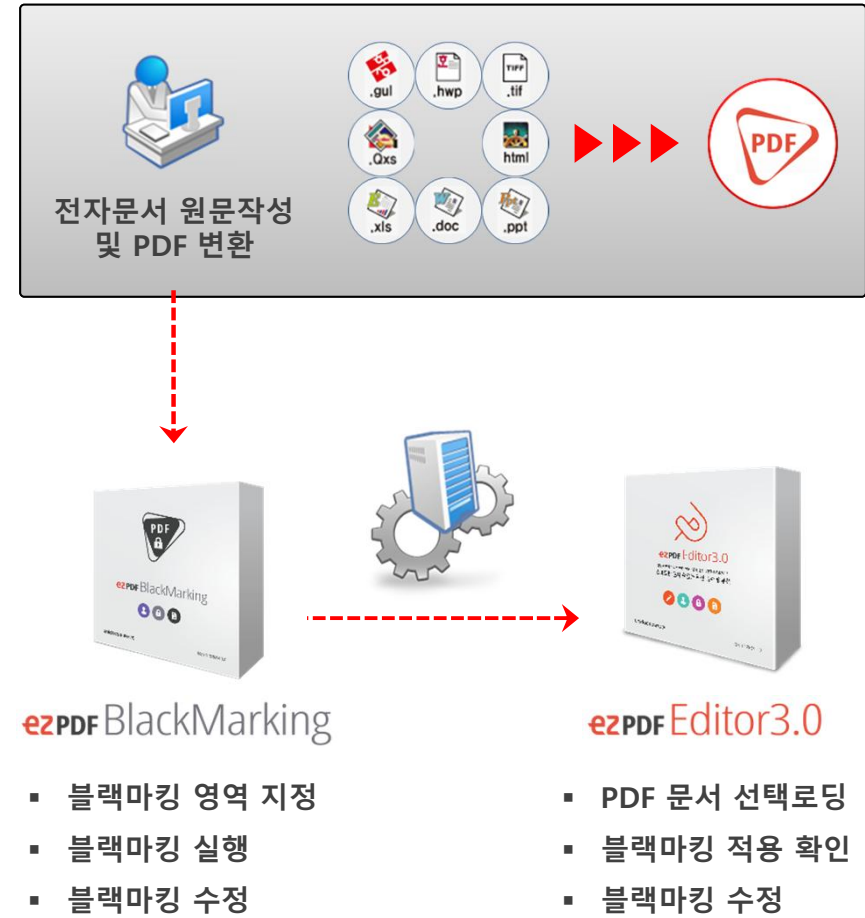 .gul
.hwp
TIFF
.tif
.Qxs
html
.xls
.doc
.ppt
PDF
전자문서 원문작성
및 PDF 변환
PDF
ezPDF BlackMarking
ezPDF Editor3.0
ezPDF BlackMarking
ezPDF Editor3.0
▪ 블랙마킹 영역 지정
▪ 블랙마킹 실행
▪ 블랙마킹 수정
▪ PDF 문서 선택로딩
▪ 블랙마킹 적용 확인
▪ 블랙마킹 수정